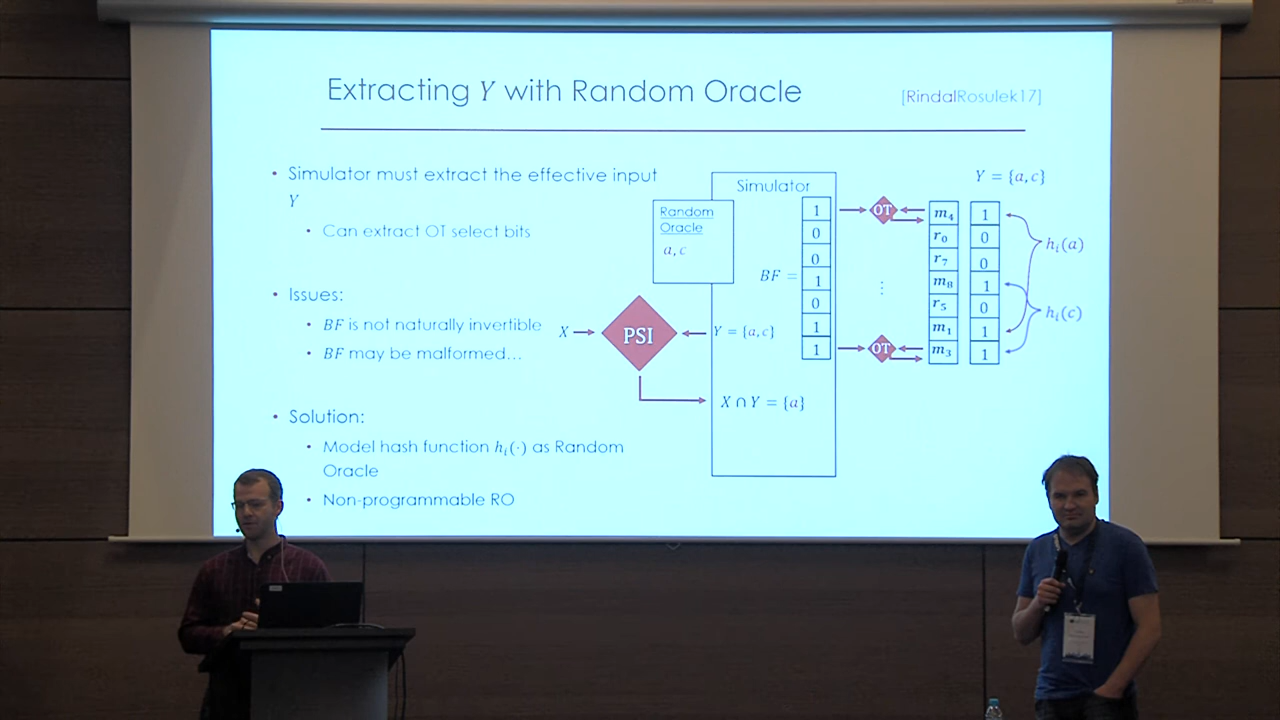 Extracting Y with Random Oracle
[RindalRosulek17]
• Simulator must extract the effective input
Y
• Can extract OT select bits
• Issues:
• BF is not naturally invertible
• BF may be malformed…
• Solution:
• Model hash function hᵢ(·) as Random
Oracle
• Non-programmable RO
Simulator
Random
Oracle
a, c
BF =
1
0
0
1
0
1
1
X
PSI
Y = {a, c}
X ∩ Y = {a}
OT
⋮
OT
Y = {a, c}
m₄ 1
r₀ 0
r₇ 0
m₈ 1
r₅ 0
m₁ 1
m₃ 1
hᵢ(a)
hᵢ(c)